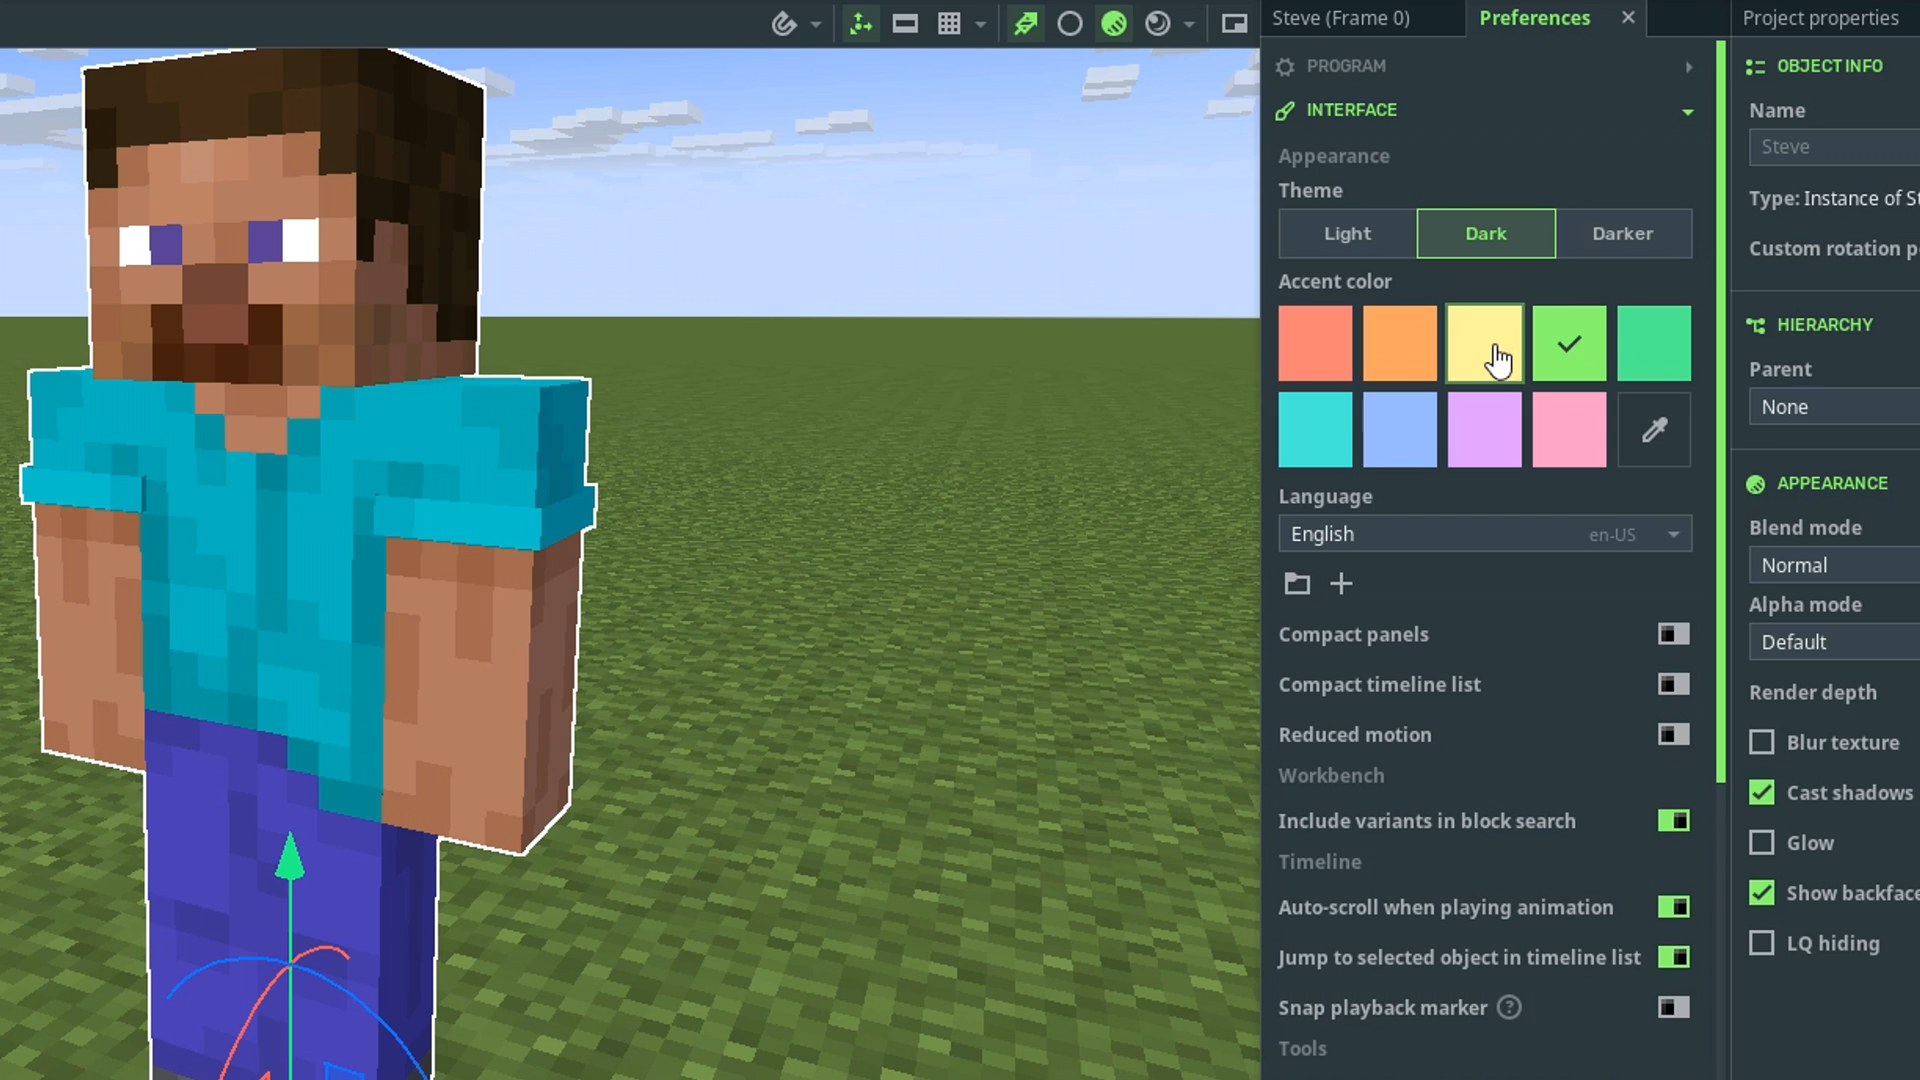 Steve (Frame 0)
Preferences
Project properties
PROGRAM
INTERFACE
Appearance
Theme
Light
Dark
Darker
Accent color
Language
English
en-US
Compact panels
Compact timeline list
Reduced motion
Workbench
Include variants in block search
Timeline
Auto-scroll when playing animation
Jump to selected object in timeline list
Snap playback marker ?
Tools
OBJECT INFO
Name
Steve
Type: Instance of
Custom rotation
HIERARCHY
Parent
None
APPEARANCE
Blend mode
Normal
Alpha mode
Default
Render depth
Blur texture
Cast shadows
Glow
Show
LQ hiding